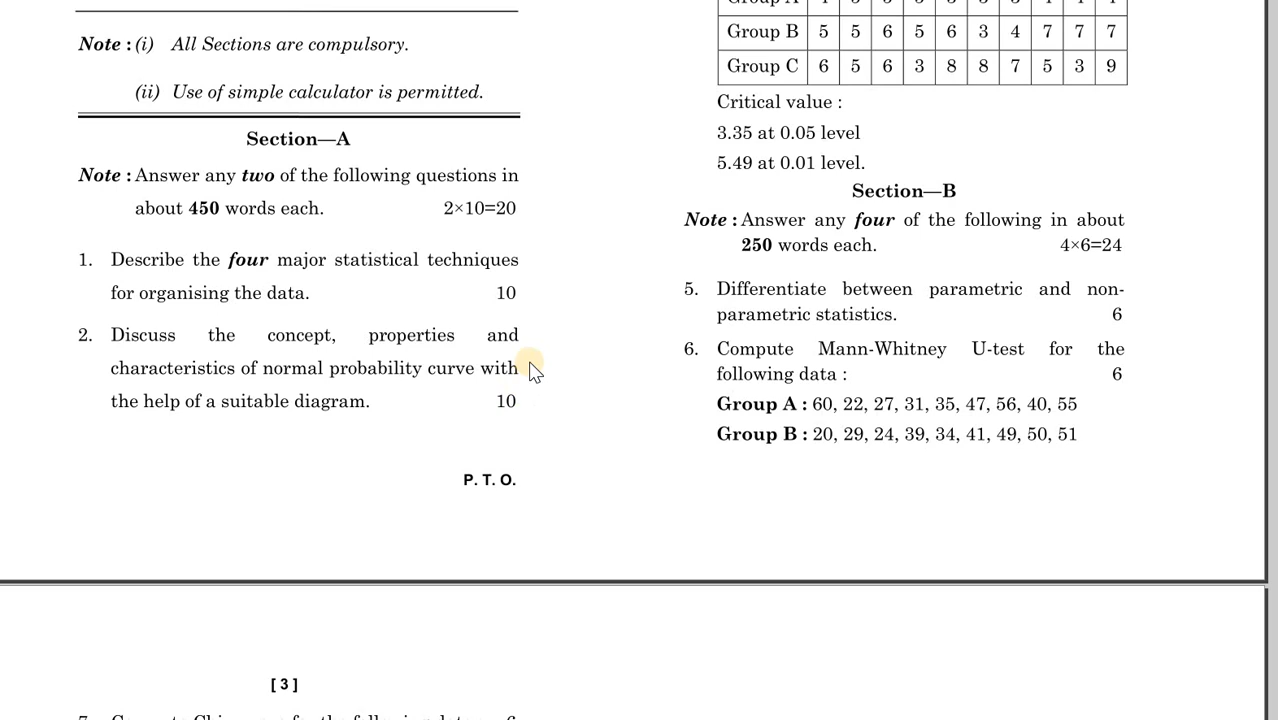 Note : (i) All Sections are compulsory.
(ii) Use of simple calculator is permitted.
Section—A
Note : Answer any two of the following questions in
about 450 words each. 2×10=20
1. Describe the four major statistical techniques
for organising the data. 10
2. Discuss the concept, properties and
characteristics of normal probability curve with
the help of a suitable diagram. 10
P. T. O.
Group B 5 5 6 5 6 3 4 7 7 7
Group C 6 5 6 3 8 8 7 5 3 9
Critical value :
3.35 at 0.05 level
5.49 at 0.01 level.
Section—B
Note : Answer any four of the following in about
250 words each. 4×6=24
5. Differentiate between parametric and non-
parametric statistics. 6
6. Compute Mann-Whitney U-test for the
following data : 6
Group A : 60, 22, 27, 31, 35, 47, 56, 40, 55
Group B : 20, 29, 24, 39, 34, 41, 49, 50, 51
[ 3 ]